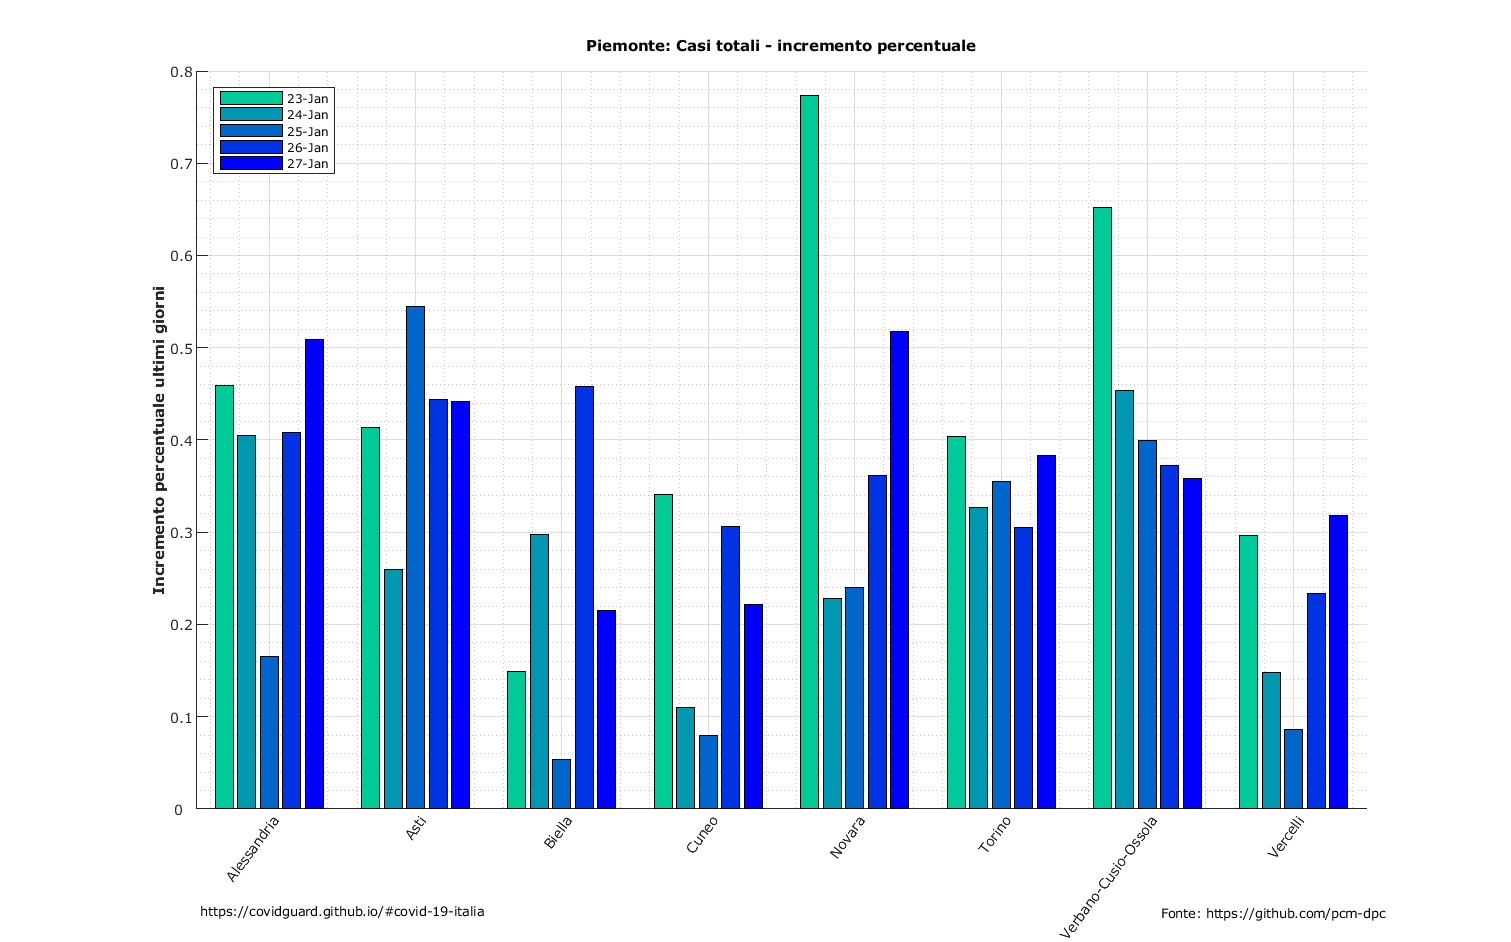 Piemonte: Casi totali - incremento percentuale
0.8
0.7
0.6
0.5
0.4
0.3
0.2
0.1
0
Incremento percentuale ultimi giorni
23-Jan
24-Jan
25-Jan
26-Jan
27-Jan
Alessandria
Asti
Biella
Cuneo
Novara
Torino
Verbano-Cusio-Ossola
Vercelli
https://covidguard.github.io/#covid-19-italia
Fonte: https://github.com/pcm-dpc